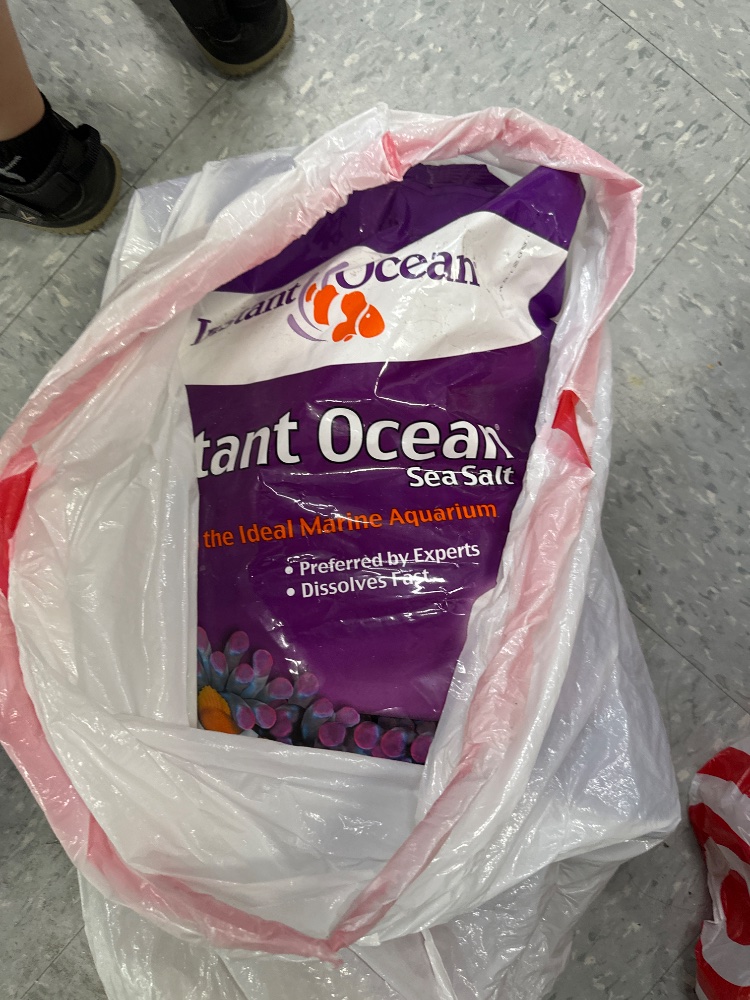 Instant Ocean
tant Ocean
Sea Salt
the Ideal Marine Aquarium
• Preferred by Experts
• Dissolves Fast